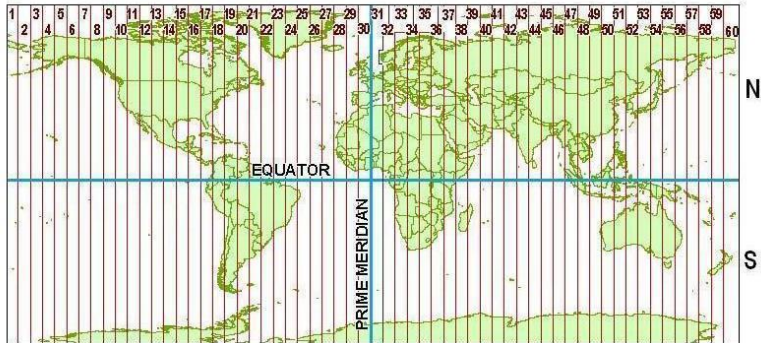 1 3 5 7 9 11 13 15 17 19 21 23 25 27 29 31 33 35 37 39 41 43 45 47 49 51 53 55 57 59
2 4 6 8 10 12 14 16 18 20 22 24 26 28 30 32 34 36 38 40 42 44 46 48 50 52 54 56 58 60
N
EQUATOR
PRIME MERIDIAN
S